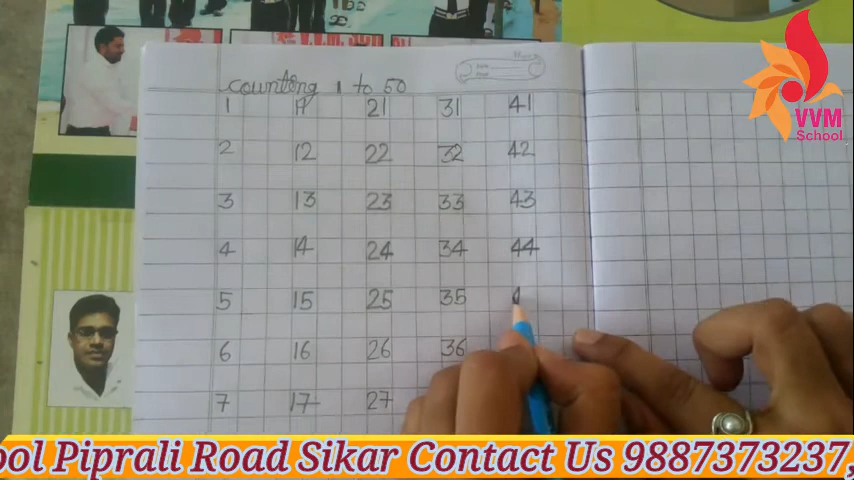 counting 1 to 50
1 11 21 31 41
2 12 22 32 42
3 13 23 33 43
4 14 24 34 44
5 15 25 35 4
6 16 26 36
7 17 27
VVM
School
ool Piprali Road Sikar Contact Us 9887373237,